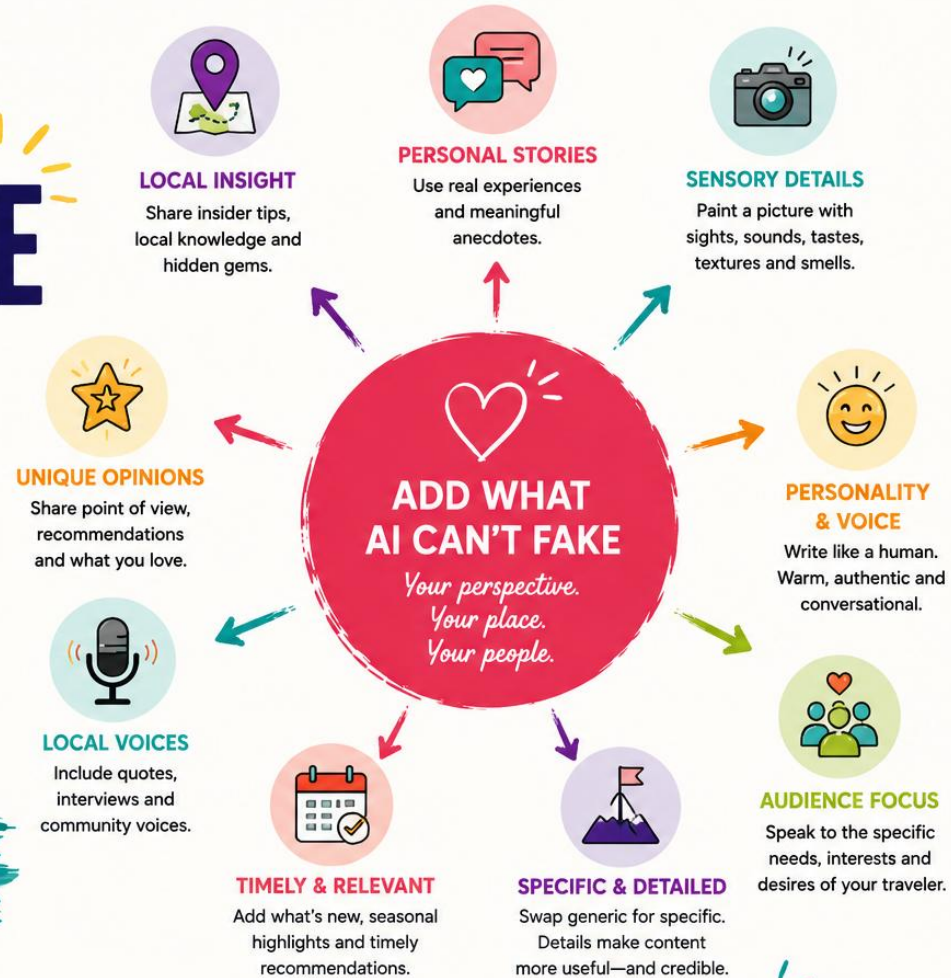 E
PERSONAL STORIES
Use real experiences
and meaningful
anecdotes.
LOCAL INSIGHT
Share insider tips,
local knowledge and
hidden gems.
SENSORY DETAILS
Paint a picture with
sights, sounds, tastes,
textures and smells.
UNIQUE OPINIONS
Share point of view,
recommendations
and what you love.
ADD WHAT
AI CAN'T FAKE
Your perspective.
Your place.
Your people.
PERSONALITY
& VOICE
Write like a human.
Warm, authentic and
conversational.
LOCAL VOICES
Include quotes,
interviews and
community voices.
AUDIENCE FOCUS
Speak to the specific
needs, interests and
desires of your traveler.
TIMELY & RELEVANT
Add what's new, seasonal
highlights and timely
recommendations.
SPECIFIC & DETAILED
Swap generic for specific.
Details make content
more useful—and credible.